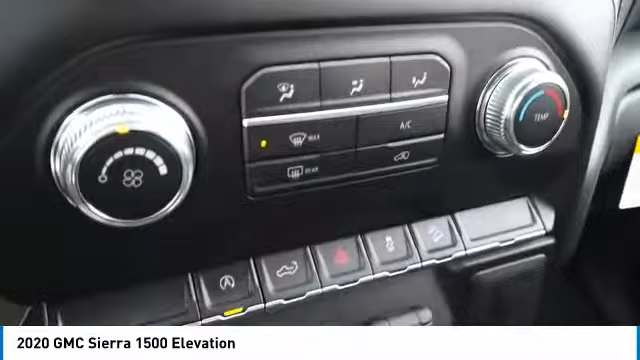 MAX
A/C
REAR
TEMP
A
2020 GMC Sierra 1500 Elevation